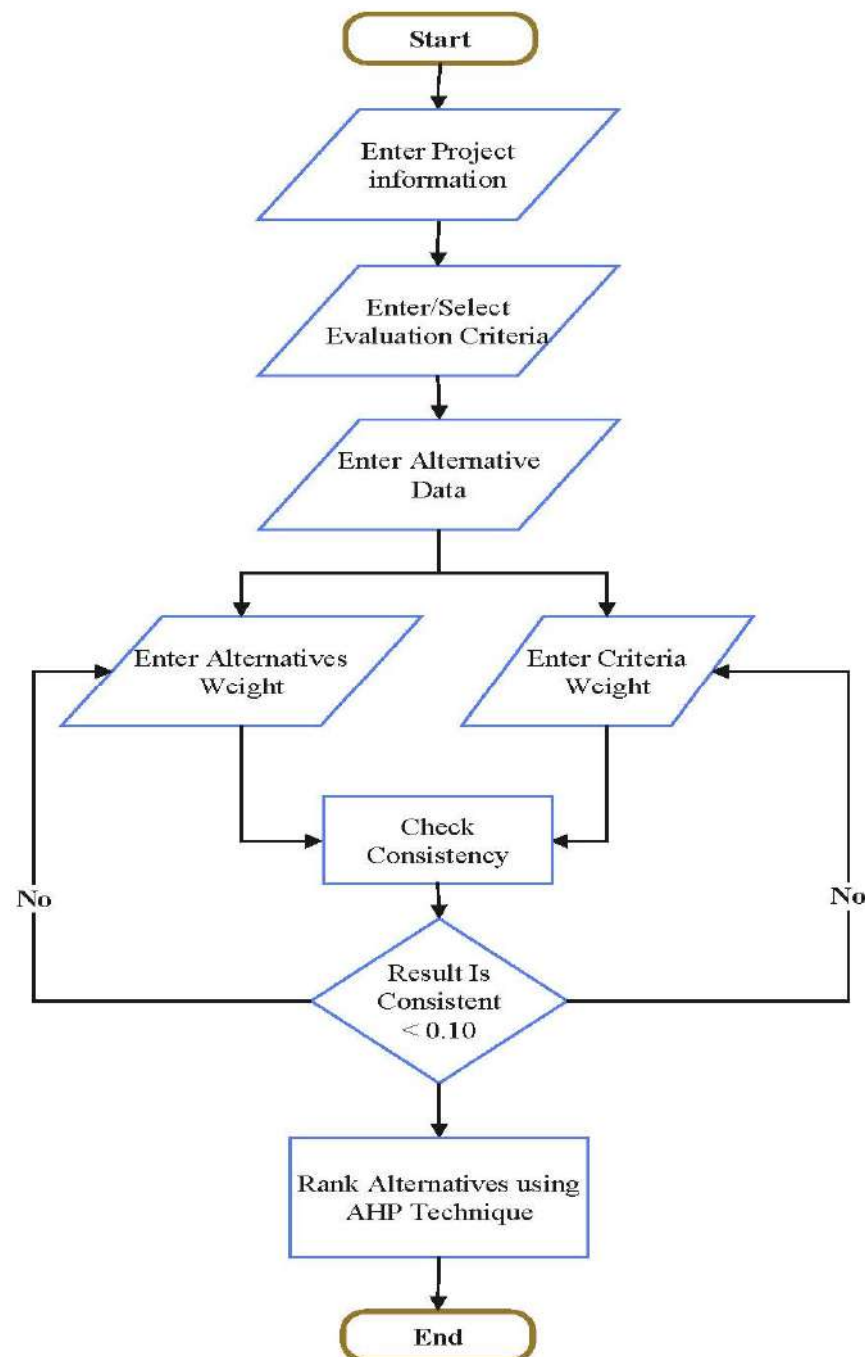 Start
Enter Project
information
Enter/Select
Evaluation Criteria
Enter Alternative
Data
Enter Alternatives
Weight
Enter Criteria
Weight
Check
Consistency
No
No
Result Is
Consistent
< 0.10
Rank Alternatives using
AHP Technique
End